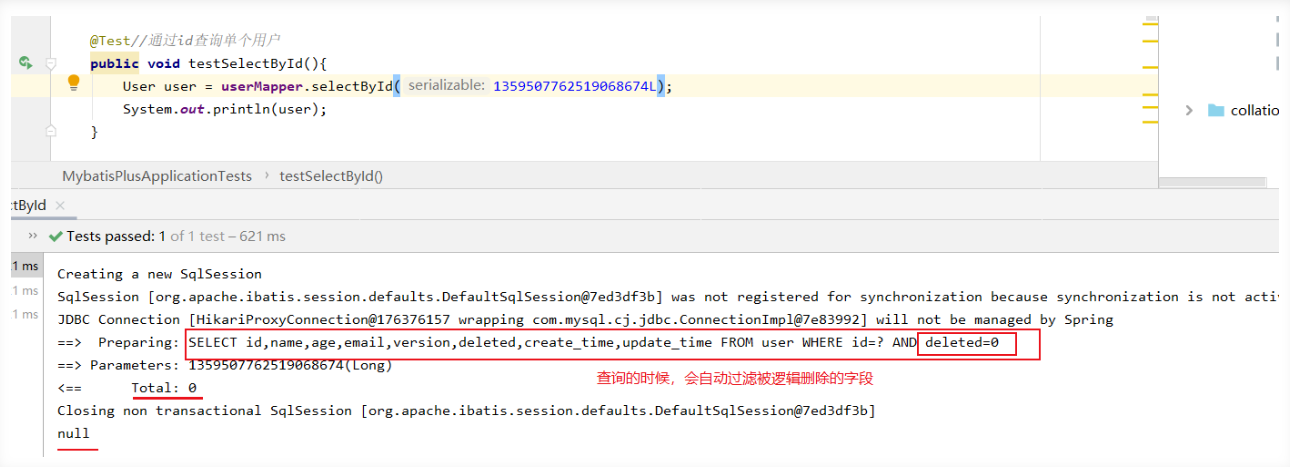 @Test//通过id查询单个用户
public void testSelectById(){
User user = userMapper.selectById( serializable: 1359507762519068674L);
System.out.println(user);
}
collatio
MybatisPlusApplicationTests › testSelectById()
ctById ×
» Tests passed: 1 of 1 test – 621 ms
1 ms
Creating a new SqlSession
1 ms
SqlSession [org.apache.ibatis.session.defaults.DefaultSqlSession@7ed3df3b] was not registered for synchronization because synchronization is not activ
1 ms
JDBC Connection [HikariProxyConnection@176376157 wrapping com.mysql.cj.jdbc.ConnectionImpl@7e83992] will not be managed by Spring
==>  Preparing: SELECT id,name,age,email,version,deleted,create_time,update_time FROM user WHERE id=? AND deleted=0
==> Parameters: 1359507762519068674(Long)
查询的时候，会自动过滤被逻辑删除的字段
<==      Total: 0
Closing non transactional SqlSession [org.apache.ibatis.session.defaults.DefaultSqlSession@7ed3df3b]
null